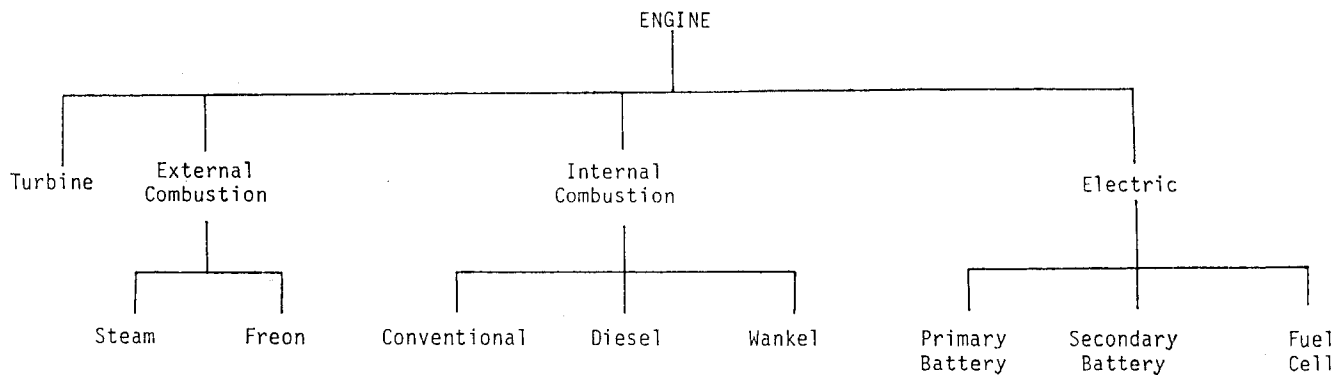 ENGINE
Turbine
External
Combustion
Internal
Combustion
Electric
Steam
Freon
Conventional
Diesel
Wankel
Primary
Battery
Secondary
Battery
Fuel
Cell